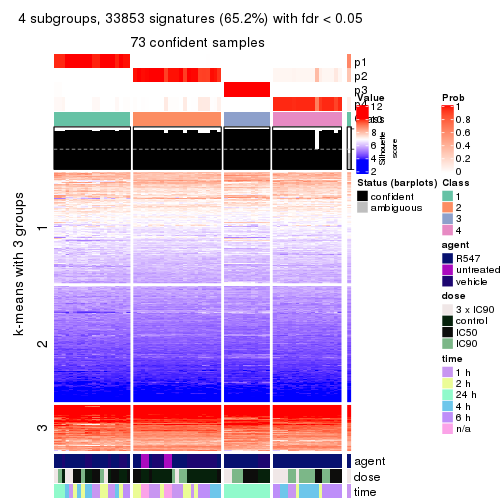 4 subgroups, 33853 signatures (65.2%) with fdr < 0.05
73 confident samples
p1
p2
p3
p4
Value
12
10
8
6
4
2
Silhouette
score
Prob
1
0.8
0.6
0.4
0.2
0
Status (barplots)
confident
ambiguous
Class
1
2
3
4
agent
R547
untreated
vehicle
dose
3 x IC90
control
IC50
IC90
time
1 h
2 h
24 h
4 h
6 h
n/a
k-means with 3 groups
1
2
3
agent
dose
time